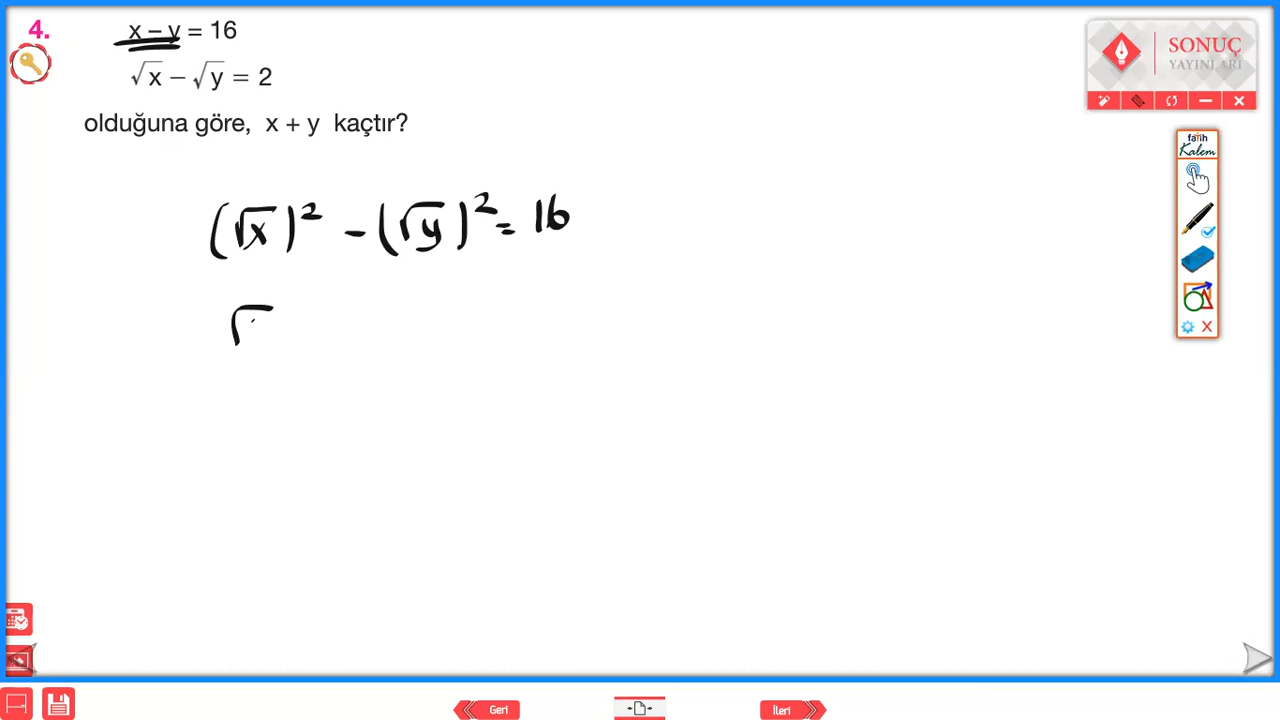 4.
x – y = 16
√x – √y = 2
olduğuna göre, x + y kaçtır?
(√x)² – (√y)² = 16
√
SONUÇ
YAYINLARI
fatih
Kalem
Geri
İleri